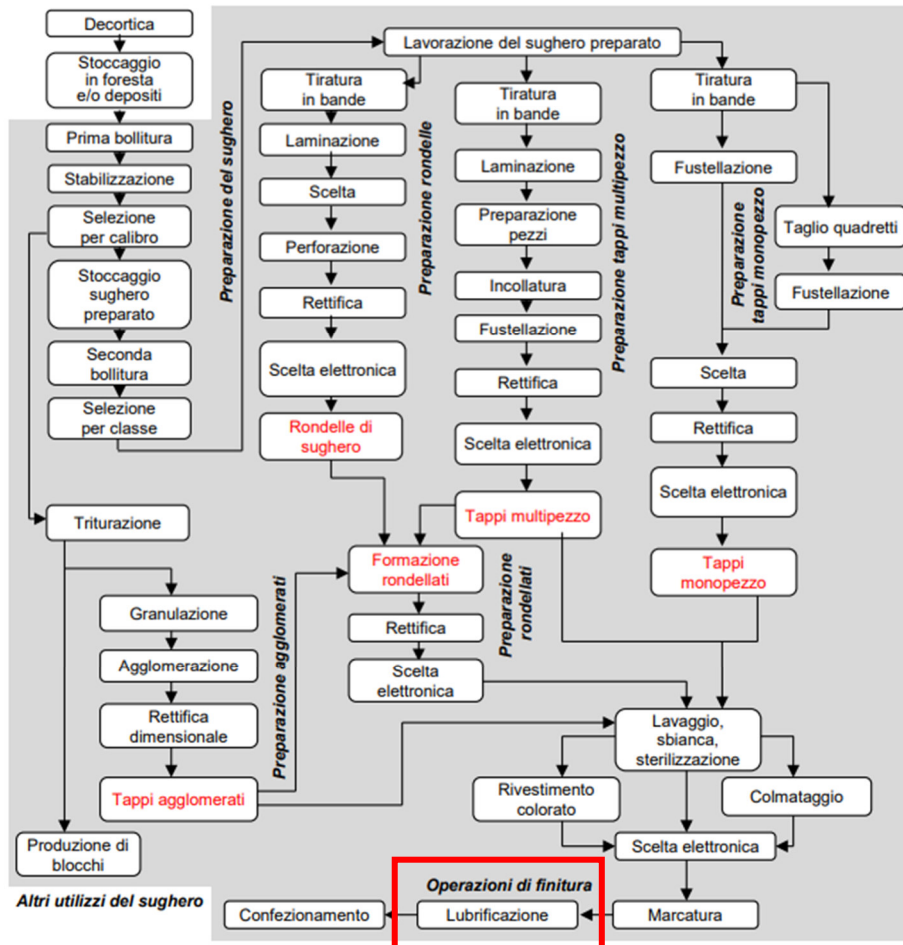 Decortica
Stoccaggio
in foresta
e/o depositi
Prima bollitura
Stabilizzazione
Selezione
per calibro
Stoccaggio
sughero
preparato
Seconda
bollitura
Selezione
per classe
Preparazione del sughero
Lavorazione del sughero preparato
Tiratura
in bande
Laminazione
Scelta
Perforazione
Rettifica
Scelta elettronica
Rondelle di
sughero
Preparazione rondelle
Tiratura
in bande
Laminazione
Preparazione
pezzi
Incollatura
Fustellazione
Rettifica
Scelta elettronica
Tappi multipezzo
Preparazione tappi multipezzo
Tiratura
in bande
Fustellazione
Taglio quadretti
Fustellazione
Preparazione
tappi monopezzo
Scelta
Rettifica
Scelta elettronica
Tappi
monopezzo
Triturazione
Granulazione
Agglomerazione
Rettifica
dimensionale
Tappi agglomerati
Preparazione agglomerati
Produzione di
blocchi
Altri utilizzi del sughero
Formazione
rondellati
Rettifica
Scelta
elettronica
Preparazione
rondellati
Lavaggio,
sbianca,
sterilizzazione
Rivestimento
colorato
Colmataggio
Scelta elettronica
Operazioni di finitura
Confezionamento
Lubrificazione
Marcatura